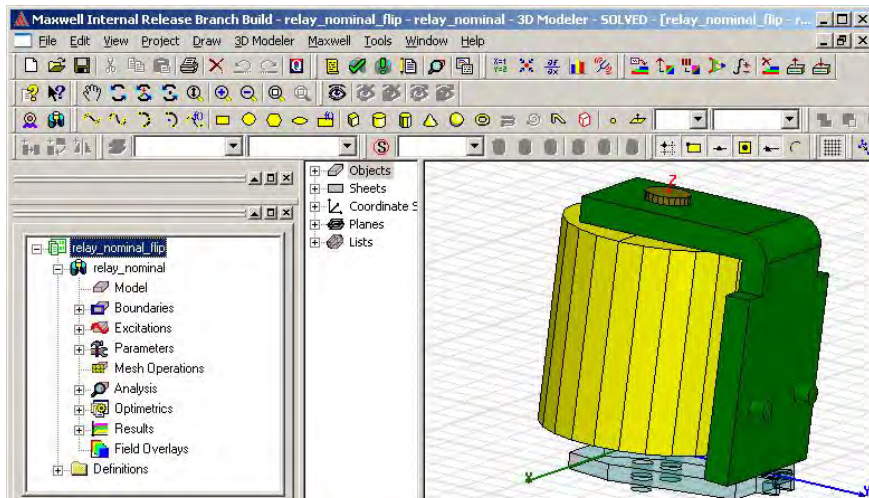 Maxwell Internal Release Branch Build - relay_nominal_flip - relay_nominal - 3D Modeler - SOLVED - [relay_nominal_flip - r...
File Edit View Project Draw 3D Modeler Maxwell Tools Window Help
Objects
Sheets
Coordinate S
Planes
Lists
relay_nominal_flip
relay_nominal
Model
Boundaries
Excitations
Parameters
Mesh Operations
Analysis
Optimetrics
Results
Field Overlays
Definitions
Z